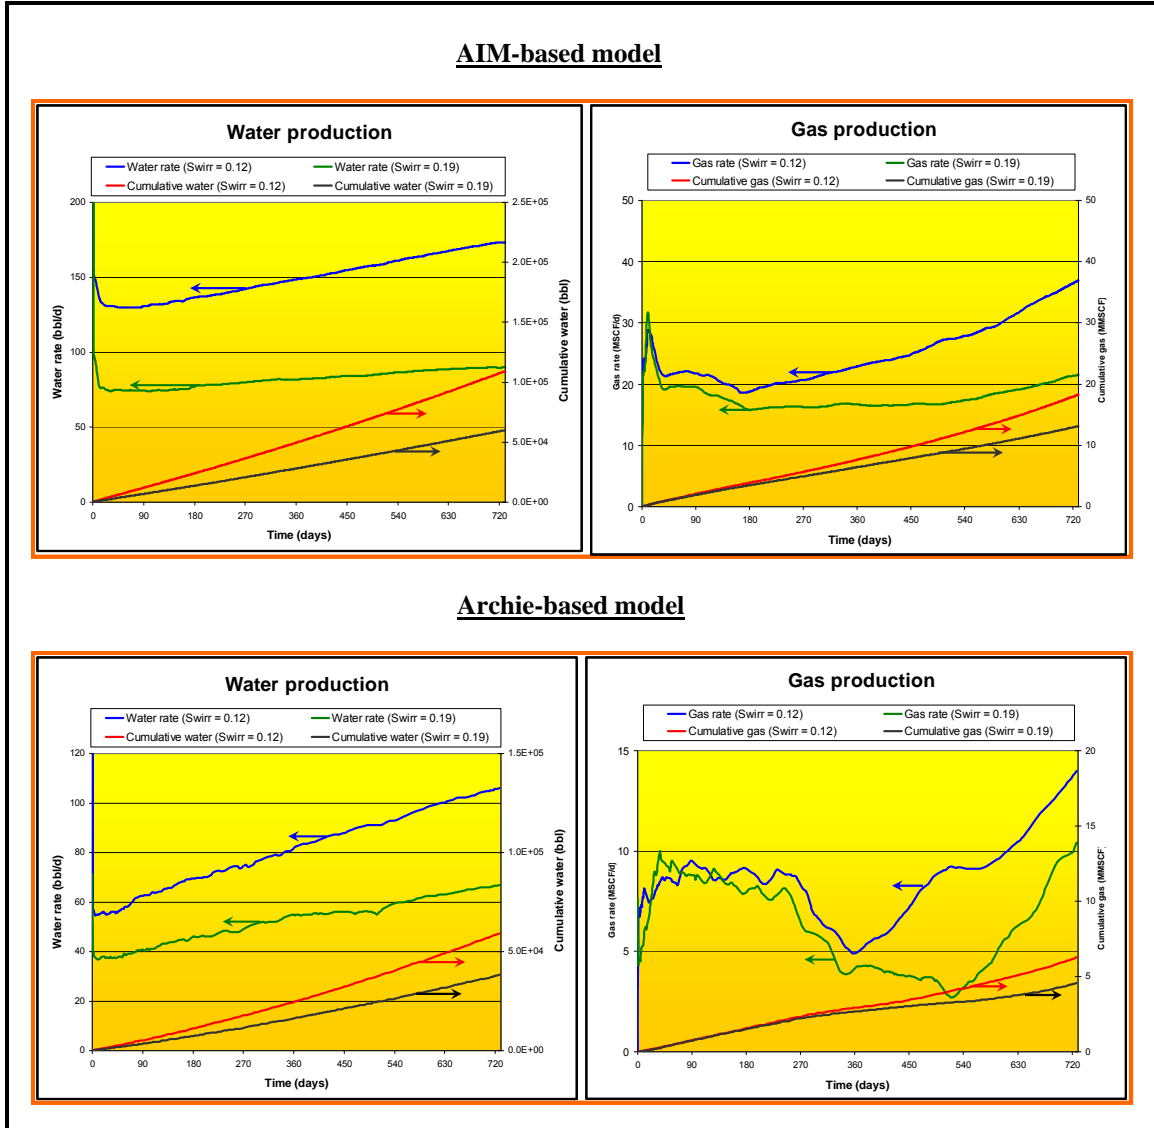 AIM-based model
Water production
Water rate (Swirr = 0.12) Water rate (Swirr = 0.19)
Cumulative water (Swirr = 0.12) Cumulative water (Swirr = 0.19)
200
150
100
50
0
Water rate (bbl/d)
2.5E+05
2.0E+05
1.5E+05
1.0E+05
5.0E+04
0.0E+00
Cumulative water (bbl)
0 90 180 270 360 450 540 630 720
Time (days)
Gas production
Gas rate (Swirr = 0.12) Gas rate (Swirr = 0.19)
Cumulative gas (Swirr = 0.12) Cumulative gas (Swirr = 0.19)
50
40
30
20
10
0
Gas rate (MSCF/d)
50
40
30
20
10
0
Cumulative gas (MMSCF)
0 90 180 270 360 450 540 630 720
Time (days)
Archie-based model
Water production
Water rate (Swirr = 0.12) Water rate (Swirr = 0.19)
Cumulative water (Swirr = 0.12) Cumulative water (Swirr = 0.19)
120
100
80
60
40
20
0
Water rate (bbl/d)
1.5E+05
1.0E+05
5.0E+04
0.0E+00
Cumulative water (bbl)
0 90 180 270 360 450 540 630 720
Time (days)
Gas production
Gas rate (Swirr = 0.12) Gas rate (Swirr = 0.19)
Cumulative gas (Swirr = 0.12) Cumulative gas (Swirr = 0.19)
15
10
5
0
Gas rate (MSCF/d)
20
15
10
5
0
Cumulative gas (MMSCF)
0 90 180 270 360 450 540 630 720
Time (days)